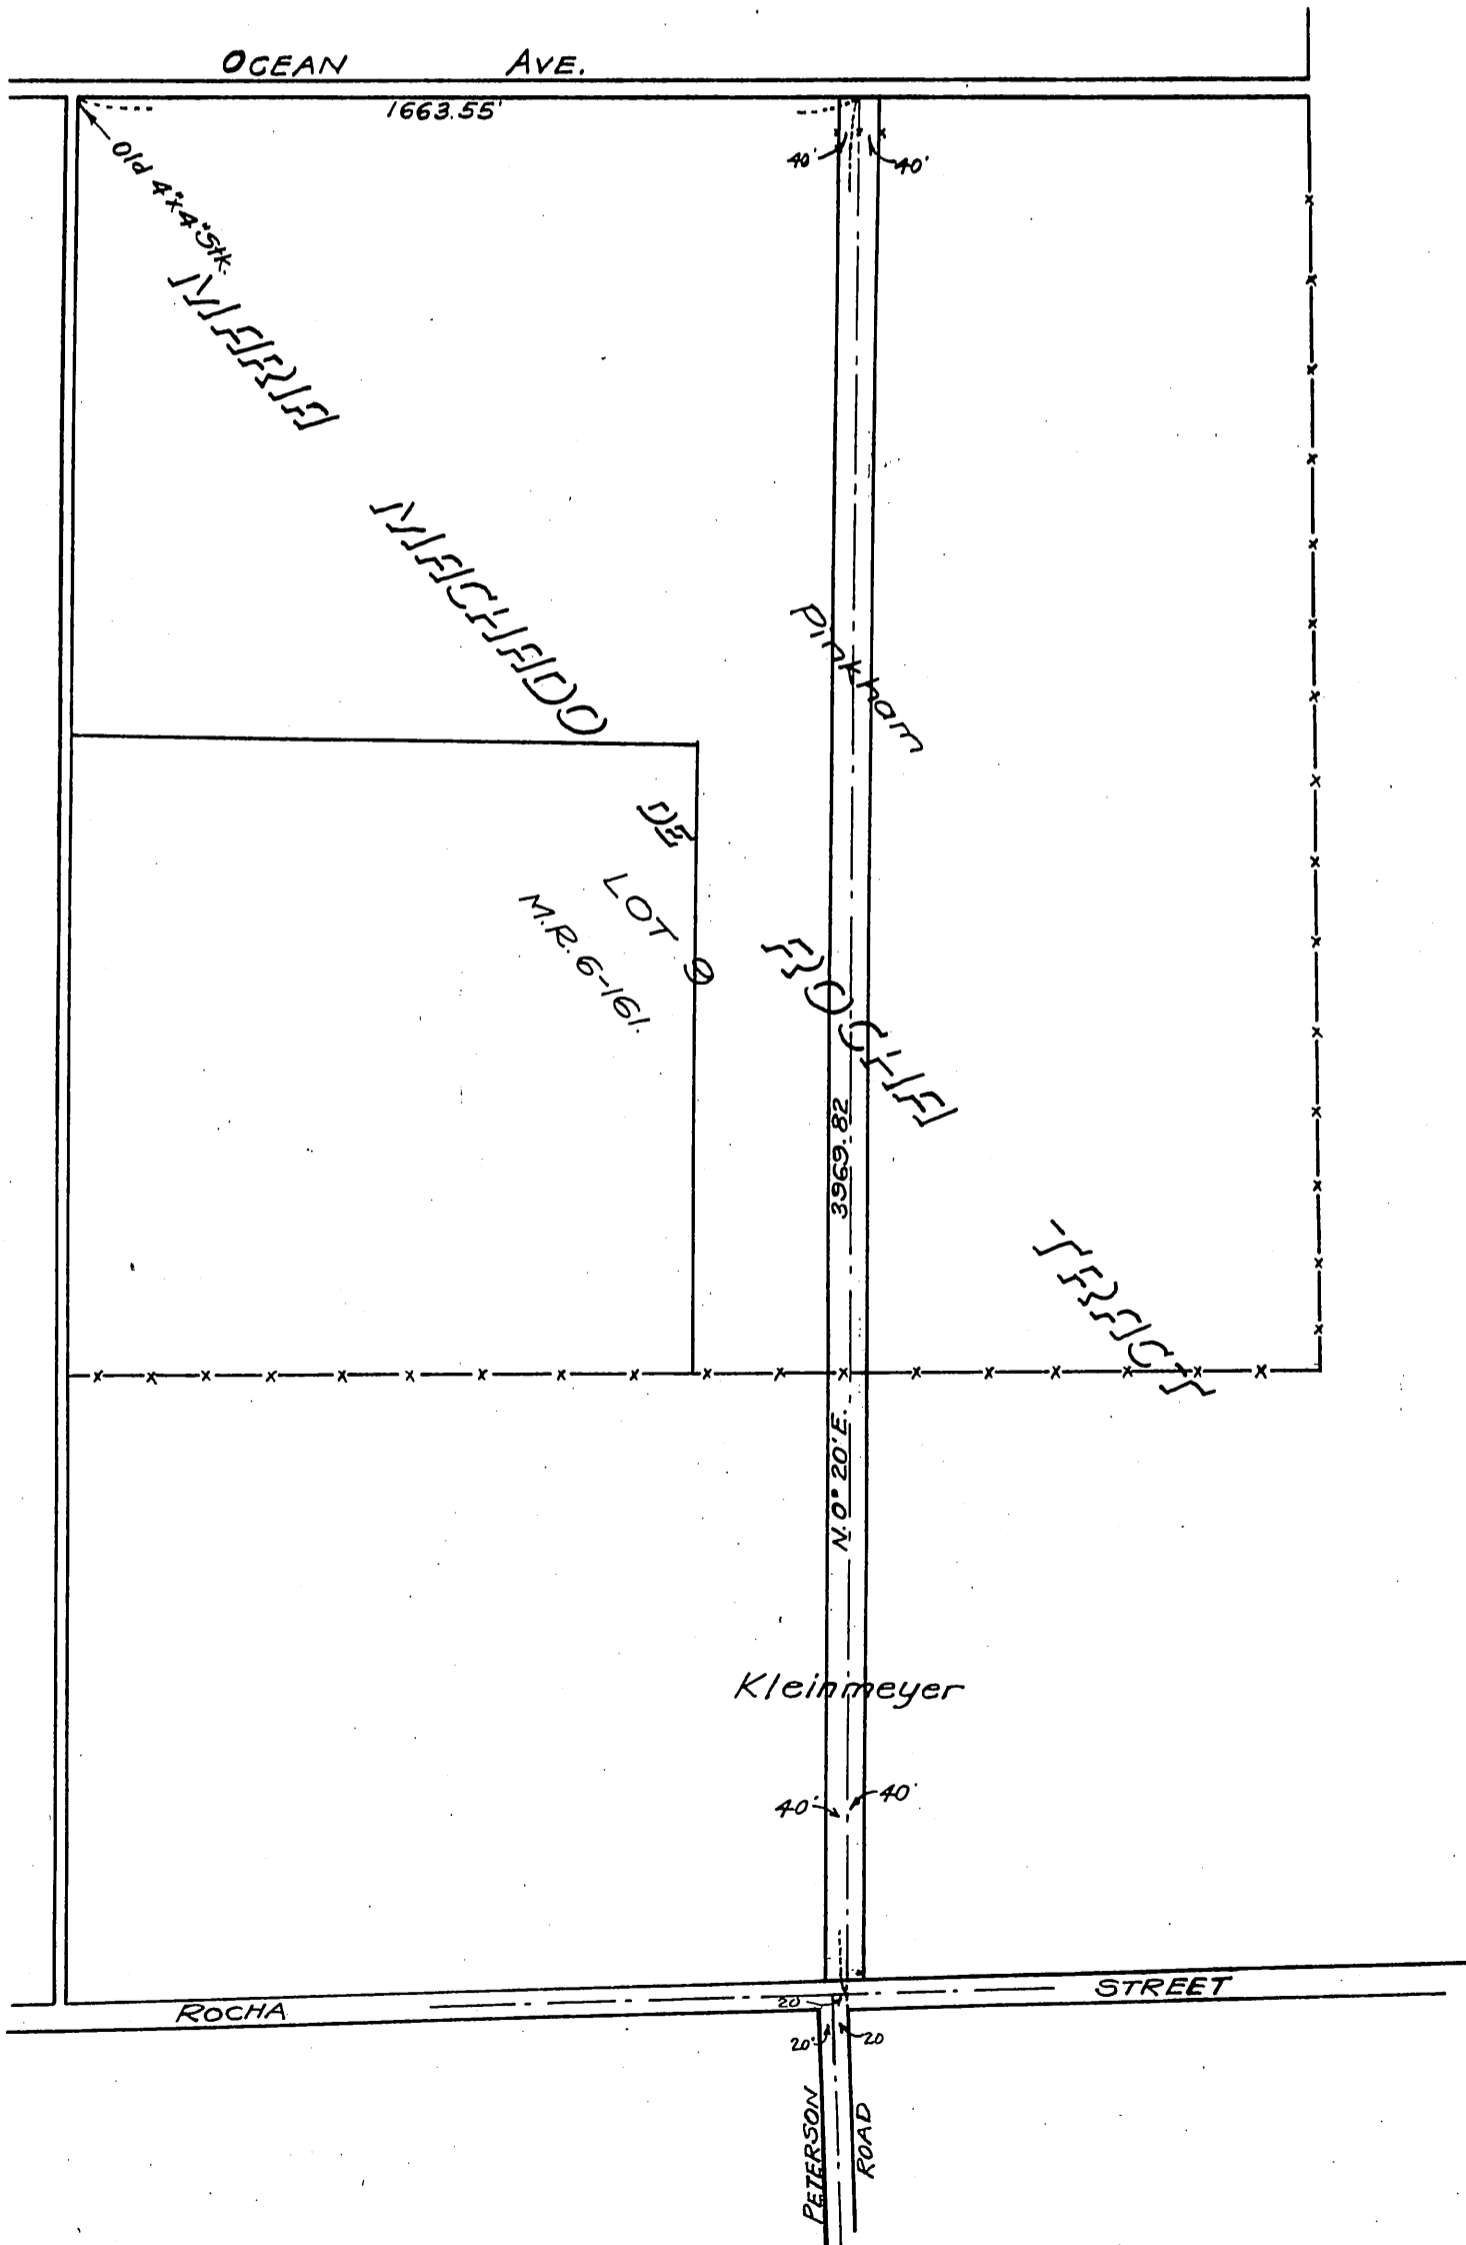 OCEAN AVE.
1663.55'
Old 4"x4" Stk.
40' 40'
MARIA MACHADO DE ROCHA TRACT
Pinkham
LOT 9
M.R. 6-161.
3969.82
N. 0° 20' E.
Kleinmeyer
40' 40'
ROCHA STREET
20
20' 20
PETERSON ROAD